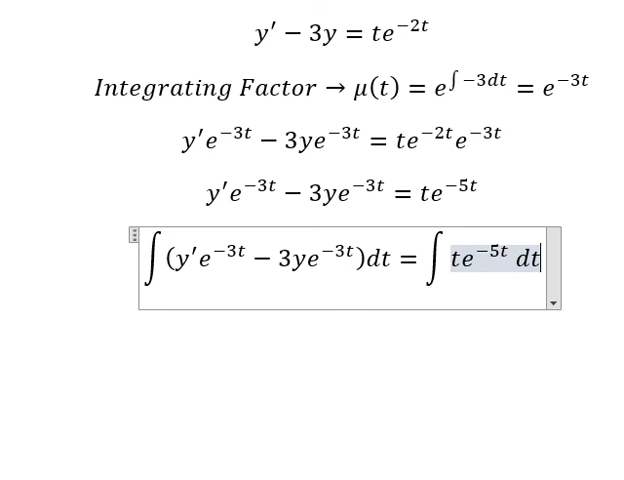 y′ − 3y = te⁻²ᵗ
Integrating Factor → μ(t) = e^{∫ −3dt} = e⁻³ᵗ
y′e⁻³ᵗ − 3ye⁻³ᵗ = te⁻²ᵗe⁻³ᵗ
y′e⁻³ᵗ − 3ye⁻³ᵗ = te⁻⁵ᵗ
∫(y′e⁻³ᵗ − 3ye⁻³ᵗ)dt = ∫ te⁻⁵ᵗ dt